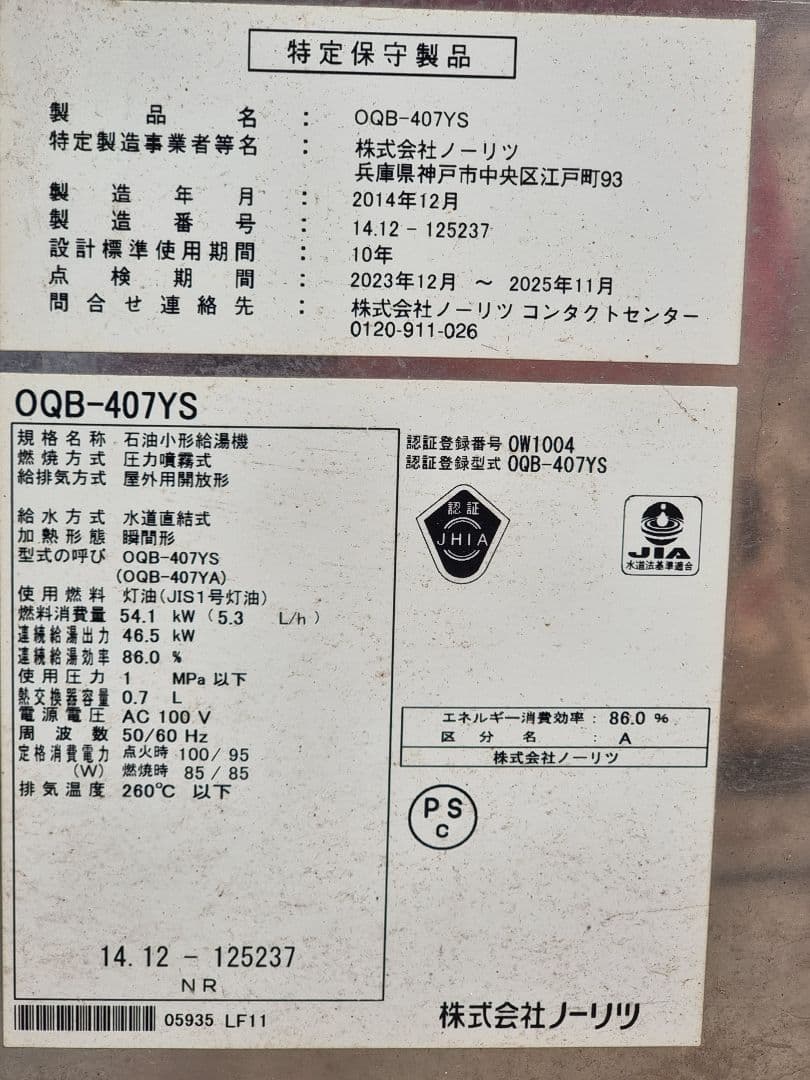 特定保守製品
製品名 : OQB-407YS
特定製造事業者等名 : 株式会社ノーリツ
兵庫県神戸市中央区江戸町93
製造年月 : 2014年12月
製造番号 : 14.12 - 125237
設計標準使用期間 : 10年
点検期間 : 2023年12月 ～ 2025年11月
問合せ連絡先 : 株式会社ノーリツ コンタクトセンター
0120-911-026
OQB-407YS
規格名称 石油小形給湯機
燃焼方式 圧力噴霧式
給排気方式 屋外用開放形
給水方式 水道直結式
加熱形態 瞬間形
型式の呼び OQB-407YS
(OQB-407YA)
使用燃料 灯油(JIS1号灯油)
燃料消費量 54.1 kW (5.3 L/h)
連続給湯出力 46.5 kW
連続給湯効率 86.0 %
使用圧力 1 MPa 以下
熱交換器容量 0.7 L
電源電圧 AC 100 V
周波数 50/60 Hz
定格消費電力 点火時 100/95
(W) 燃焼時 85/85
排気温度 260℃ 以下
14.12 - 125237
NR
05935 LF11
認証登録番号 OW1004
認証登録型式 OQB-407YS
認証
JHIA
JIA
水道法基準適合
エネルギー消費効率 : 86.0 %
区分名 : A
株式会社ノーリツ
PS
C
株式会社ノーリツ